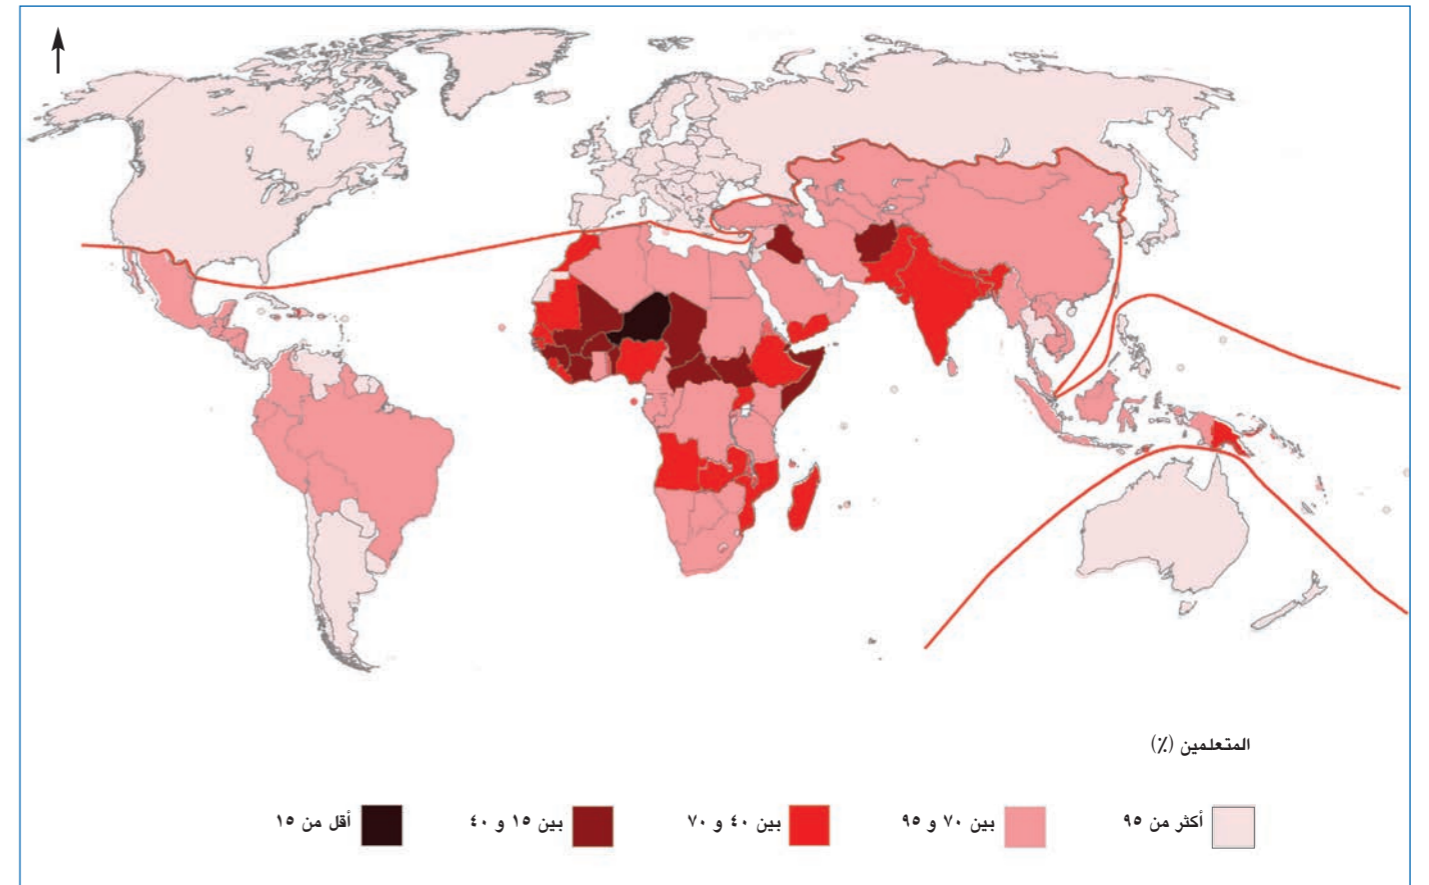 المتعلمين (٪)
أكثر من ٩٥
بين ٧٠ و ٩٥
بين ٤٠ و ٧٠
بين ١٥ و ٤٠
أقل من ١٥